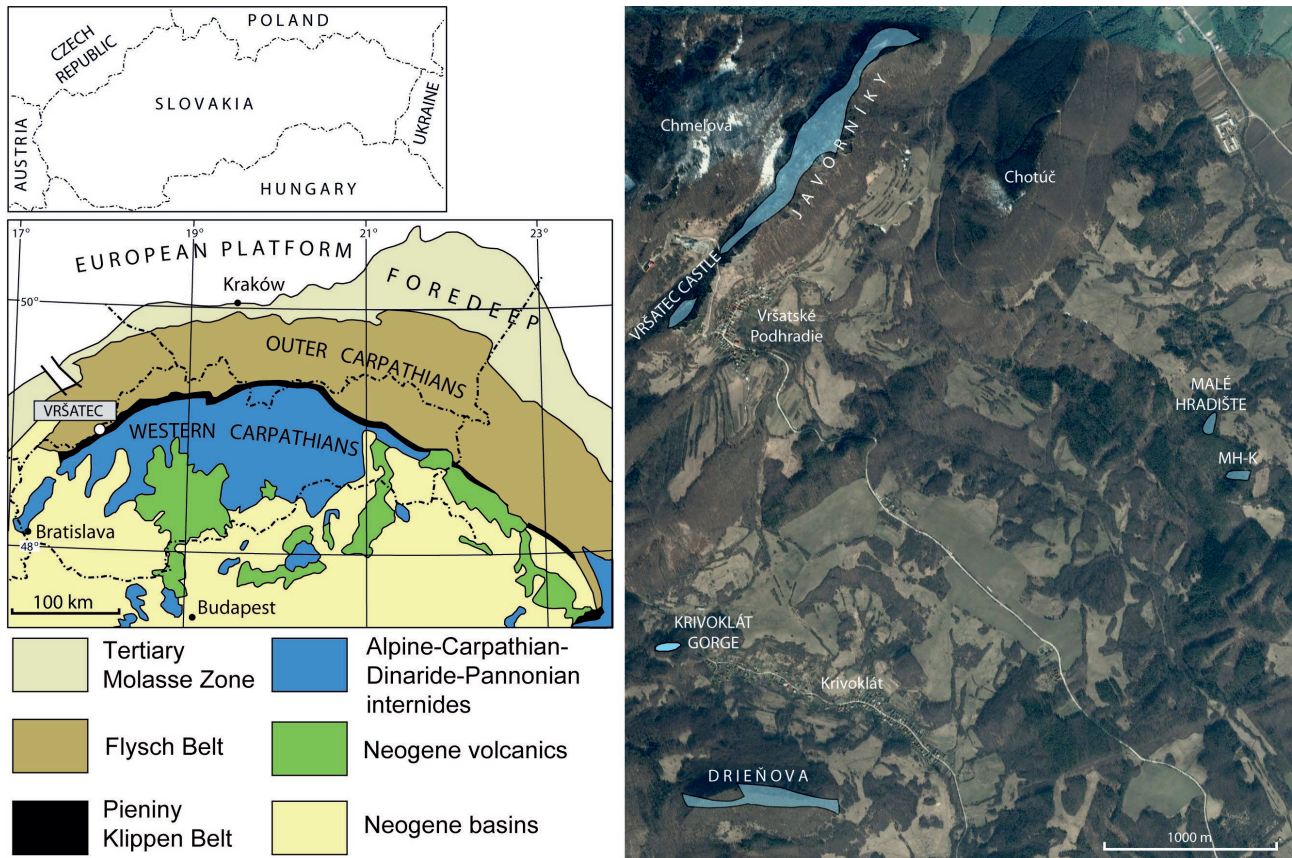 POLAND
CZECH
REPUBLIC
SLOVAKIA
UKRAINE
AUSTRIA
HUNGARY
17°
19°
21°
23°
EUROPEAN PLATFORM
FOREDEEP
Kraków
50°
OUTER CARPATHIANS
VRŠATEC
WESTERN CARPATHIANS
Bratislava
48°
100 km
Budapest
Tertiary
Molasse Zone
Flysch Belt
Pieniny
Klippen Belt
Alpine-Carpathian-
Dinaride-Pannonian
internides
Neogene volcanics
Neogene basins
Chmeľova
JAVORNÍKY
Chotúč
VRŠATEC CASTLE
Vršatské
Podhradie
MALÉ
HRADIŠTE
MH-K
KRIVOKLÁT
GORGE
Krivoklát
DRIEŇOVA
1000 m